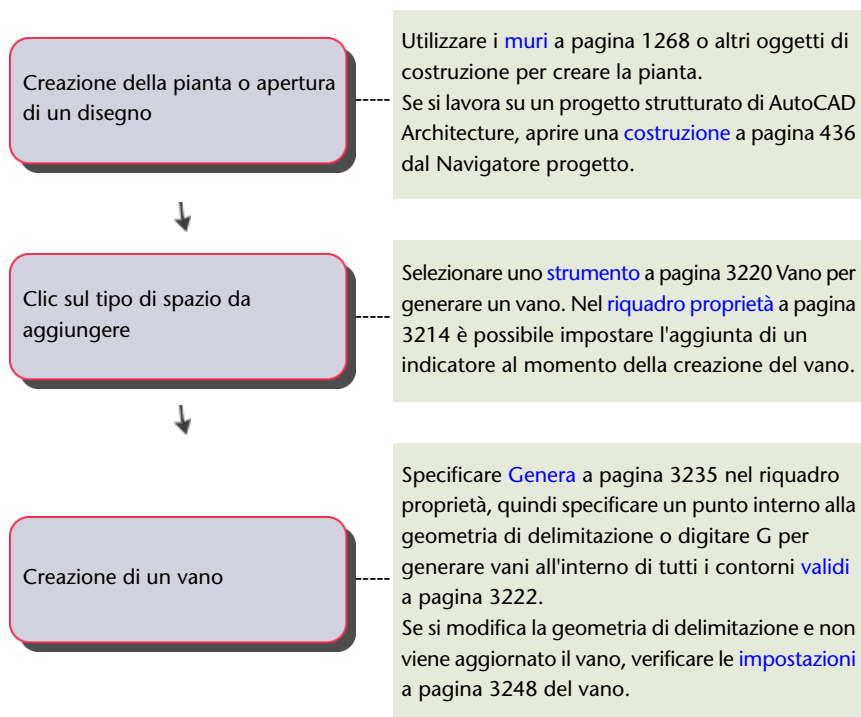 Creazione della pianta o apertura
di un disegno
Utilizzare i muri a pagina 1268 o altri oggetti di
costruzione per creare la pianta.
Se si lavora su un progetto strutturato di AutoCAD
Architecture, aprire una costruzione a pagina 436
dal Navigatore progetto.
Clic sul tipo di spazio da
aggiungere
Selezionare uno strumento a pagina 3220 Vano per
generare un vano. Nel riquadro proprietà a pagina
3214 è possibile impostare l'aggiunta di un
indicatore al momento della creazione del vano.
Creazione di un vano
Specificare Genera a pagina 3235 nel riquadro
proprietà, quindi specificare un punto interno alla
geometria di delimitazione o digitare G per
generare vani all'interno di tutti i contorni validi
a pagina 3222.
Se si modifica la geometria di delimitazione e non
viene aggiornato il vano, verificare le impostazioni
a pagina 3248 del vano.